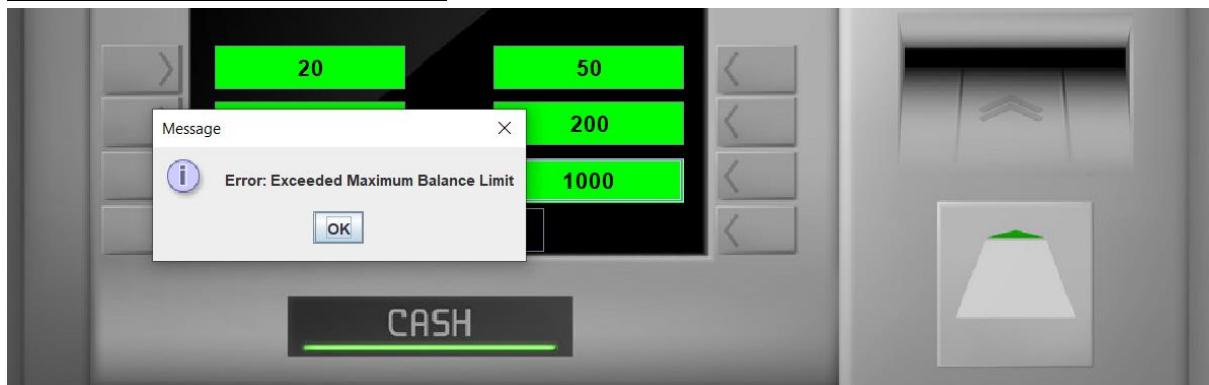 20
50
200
Message
Error: Exceeded Maximum Balance Limit
1000
OK
CASH